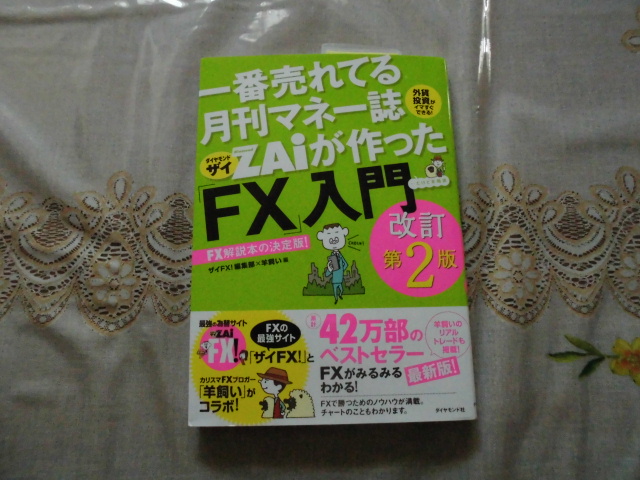 一番売れてる
月刊マネー誌
外貨
投資が
イマすぐ
できる!
ダイヤモンド
ザイ
ZAiが作った
「FX」入門
改訂
第2版
FX解説本の決定版!
ザイFX!編集部×羊飼い 編
最強の為替サイト
ZAi
FX!
FXの
最強サイト
「ザイFX!」と
カリスマFXブロガー
「羊飼い」が
コラボ!
累計
42万部の
ベストセラー
FXがみるみる
わかる!
羊飼いの
リアル
トレードも
掲載!
最新版!
FXで勝つためのノウハウが満載。
チャートのこともわかります。
ダイヤモンド社